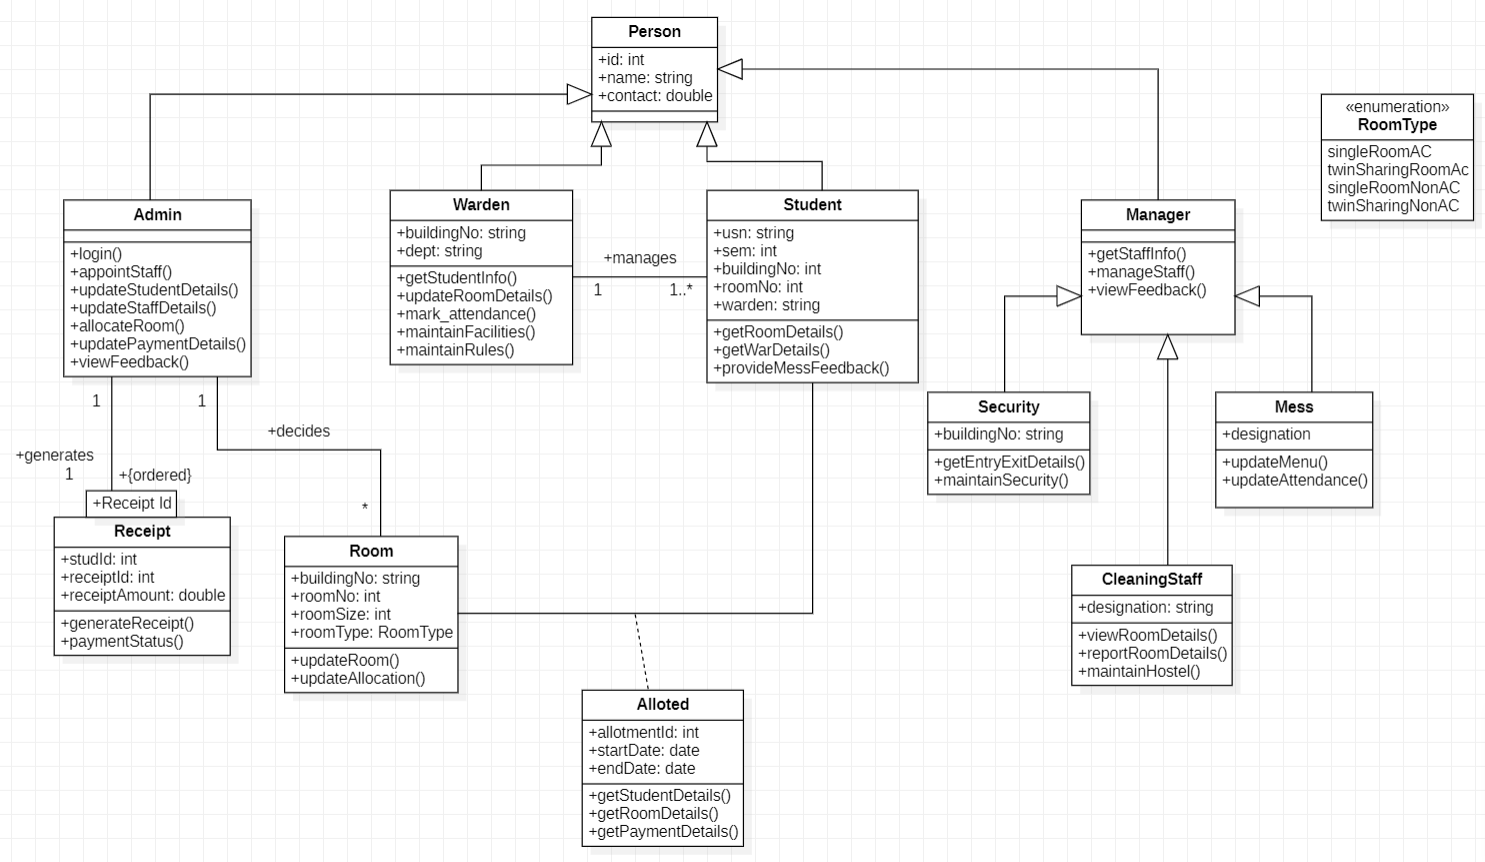 Person
+id: int
+name: string
+contact: double
«enumeration»
RoomType
singleRoomAC
twinSharingRoomAc
singleRoomNonAC
twinSharingNonAC
Admin
+login()
+appointStaff()
+updateStudentDetails()
+updateStaffDetails()
+allocateRoom()
+updatePaymentDetails()
+viewFeedback()
Warden
+buildingNo: string
+dept: string
+getStudentInfo()
+updateRoomDetails()
+mark_attendance()
+maintainFacilities()
+maintainRules()
+manages
1
1..*
Student
+usn: string
+sem: int
+buildingNo: int
+roomNo: int
+warden: string
+getRoomDetails()
+getWarDetails()
+provideMessFeedback()
Manager
+getStaffInfo()
+manageStaff()
+viewFeedback()
1
1
+decides
+generates
1
+{ordered}
*
+Receipt Id
Receipt
+studId: int
+receiptId: int
+receiptAmount: double
+generateReceipt()
+paymentStatus()
Room
+buildingNo: string
+roomNo: int
+roomSize: int
+roomType: RoomType
+updateRoom()
+updateAllocation()
Security
+buildingNo: string
+getEntryExitDetails()
+maintainSecurity()
Mess
+designation
+updateMenu()
+updateAttendance()
CleaningStaff
+designation: string
+viewRoomDetails()
+reportRoomDetails()
+maintainHostel()
Alloted
+allotmentId: int
+startDate: date
+endDate: date
+getStudentDetails()
+getRoomDetails()
+getPaymentDetails()